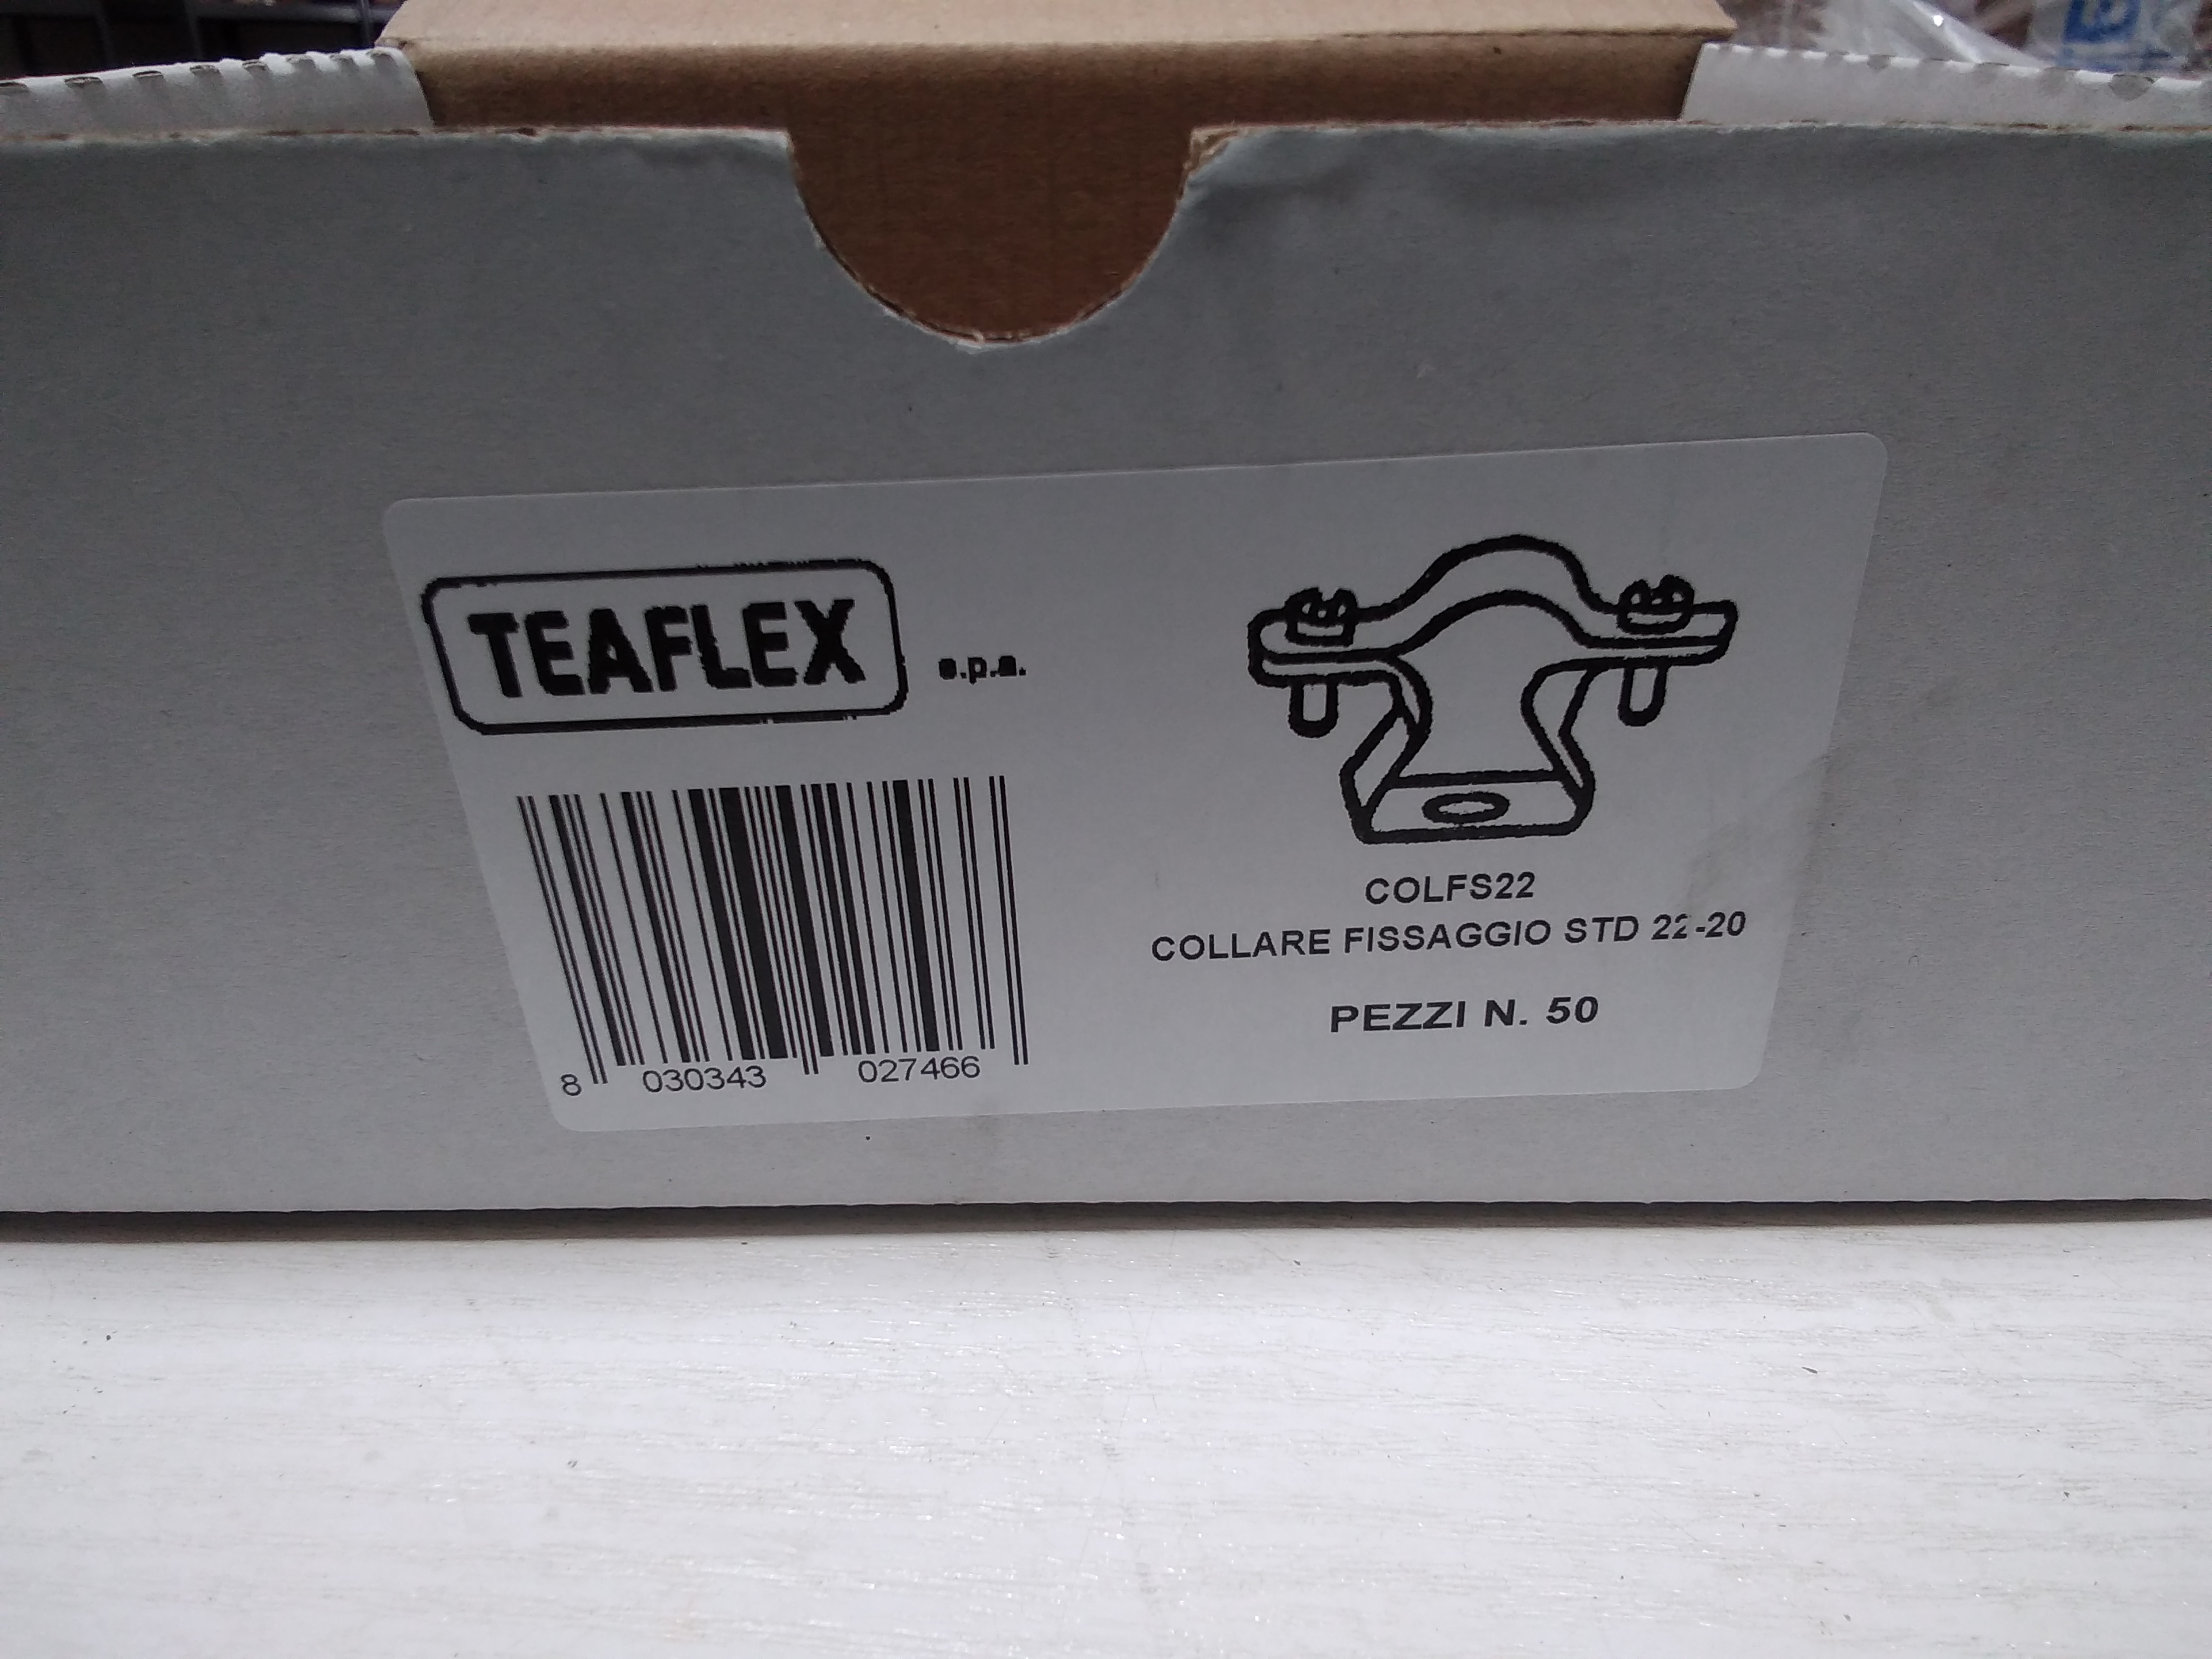 TEAFLEX
s.p.a.
COLFS22
COLLARE FISSAGGIO STD 22-20
PEZZI N. 50
8 030343 027466